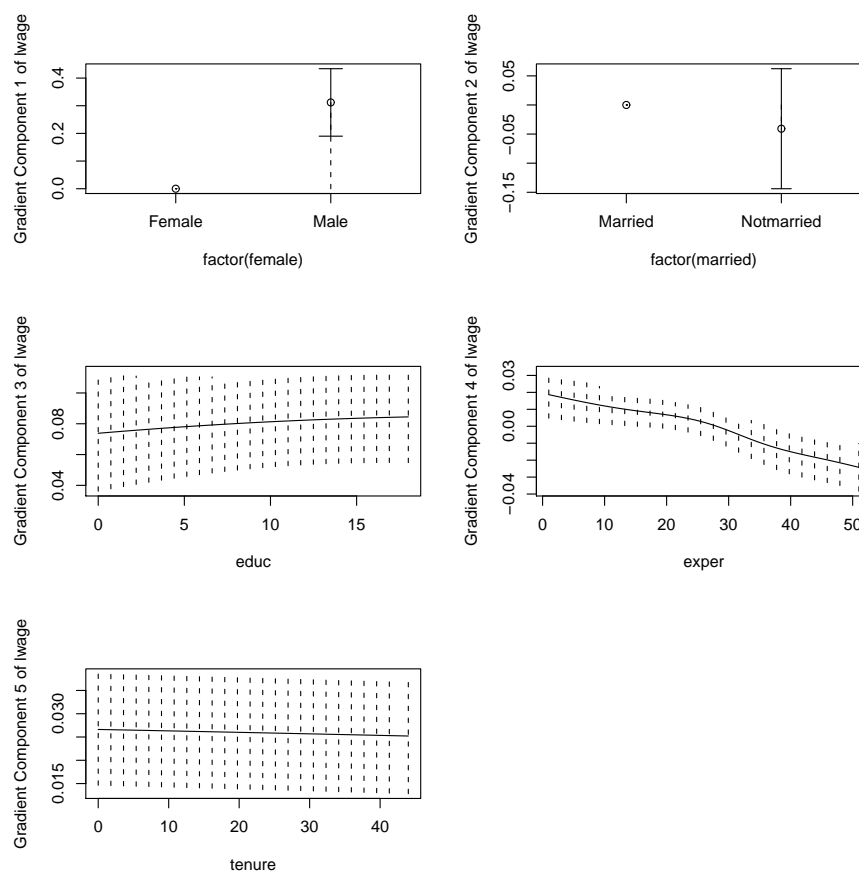 Gradient Component 1 of lwage
0.4
0.2
0.0
Female Male
factor(female)
Gradient Component 2 of lwage
0.05
−0.05
−0.15
Married Notmarried
factor(married)
Gradient Component 3 of lwage
0.08
0.04
0 5 10 15
educ
Gradient Component 4 of lwage
0.03
0.00
−0.04
0 10 20 30 40 50
exper
Gradient Component 5 of lwage
0.030
0.015
0 10 20 30 40
tenure